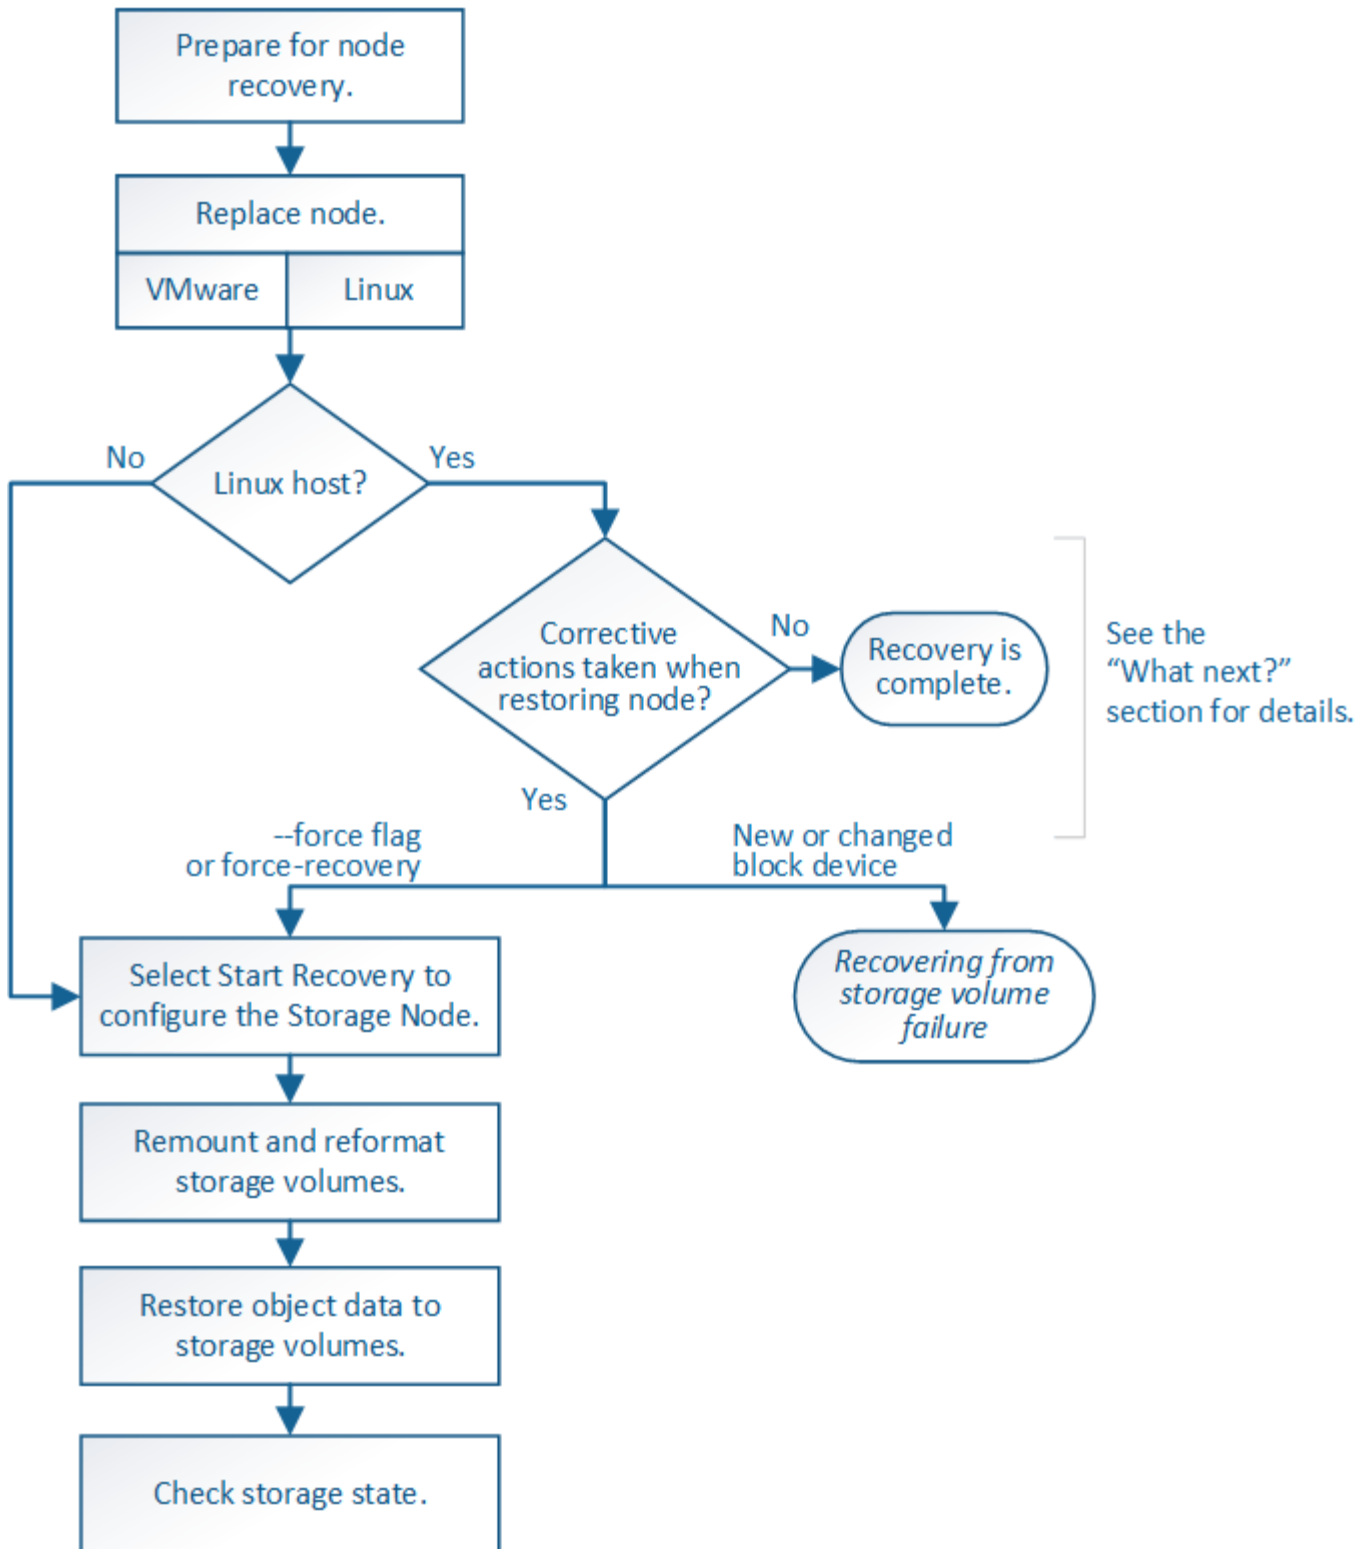 Prepare for node
recovery.
Replace node.
VMware
Linux
Linux host?
No
Yes
Corrective
actions taken when
restoring node?
No
Recovery is
complete.
See the
“What next?”
section for details.
Yes
--force flag
or force-recovery
New or changed
block device
Select Start Recovery to
configure the Storage Node.
Recovering from
storage volume
failure
Remount and reformat
storage volumes.
Restore object data to
storage volumes.
Check storage state.